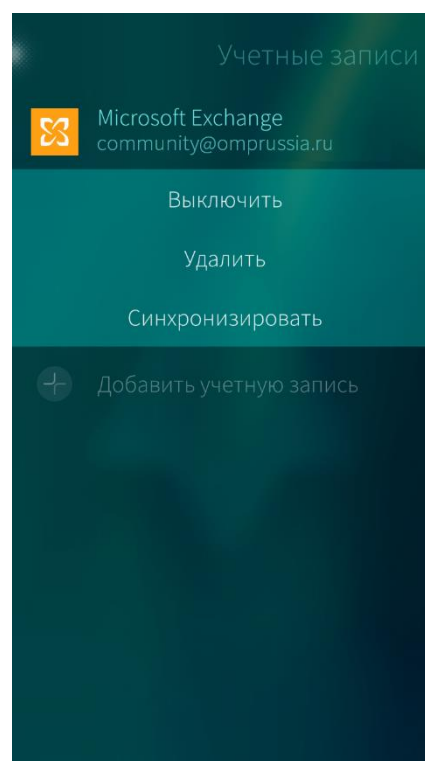 Учетные записи
Microsoft Exchange
community@omprussia.ru
Выключить
Удалить
Синхронизировать
Добавить учетную запись